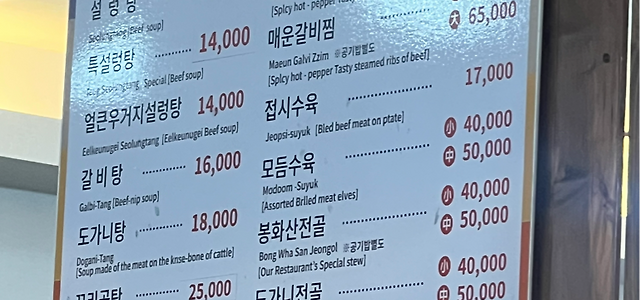 설렁탕
Seolungtang [Beef soup]
특설렁탕 14,000
Special [Beef soup]
얼큰우거지설렁탕 14,000
Eelkeunugei Seolungtang [Eelkeunugei Beef soup]
갈비탕 16,000
Galbi-Tang [Beef-nip soup]
도가니탕 18,000
Dogani-Tang
[Soup made of the meat on the knse-bone of cattle]
꼬리곰탕 25,000
[Spicy hot - pepper
大 65,000
매운갈비찜
Maeun Galvi Zzim ※공기밥별도
[Splcy hot - pepper Tasty steamed ribs of beef]
17,000
접시수육
Jeopsi-suyuk [Bled beef meat on ptate]
小 40,000
모듬수육 中 50,000
Modoom -Suyuk
[Assorted Brlled meat elves]
小 40,000
봉화산전골 中 50,000
Bong Wha San Jeongol ※공기밥별도
[Our Restaurant's Special stew]
小 40,000
도가니전골 中 50,000